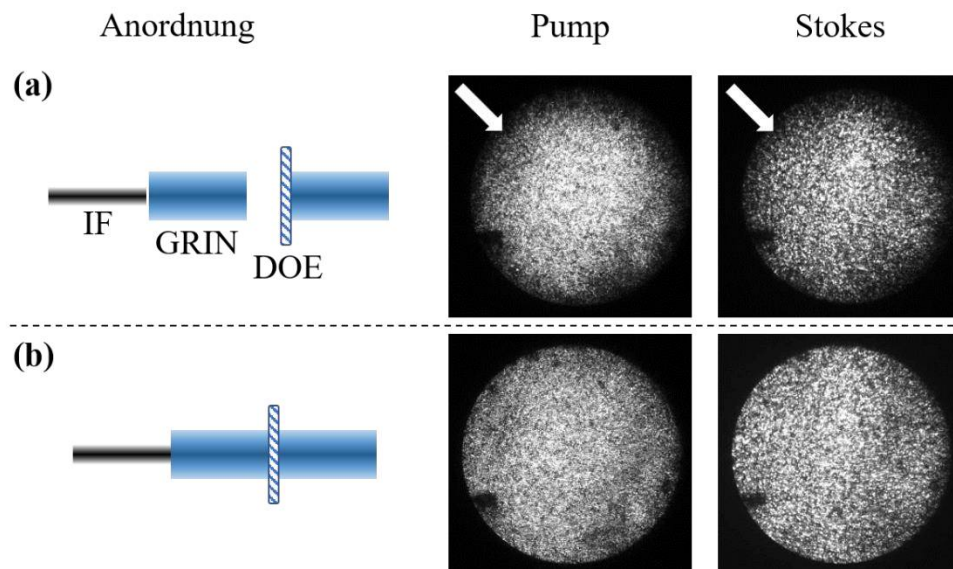 Anordnung Pump Stokes
(a)
IF
GRIN
DOE
(b)